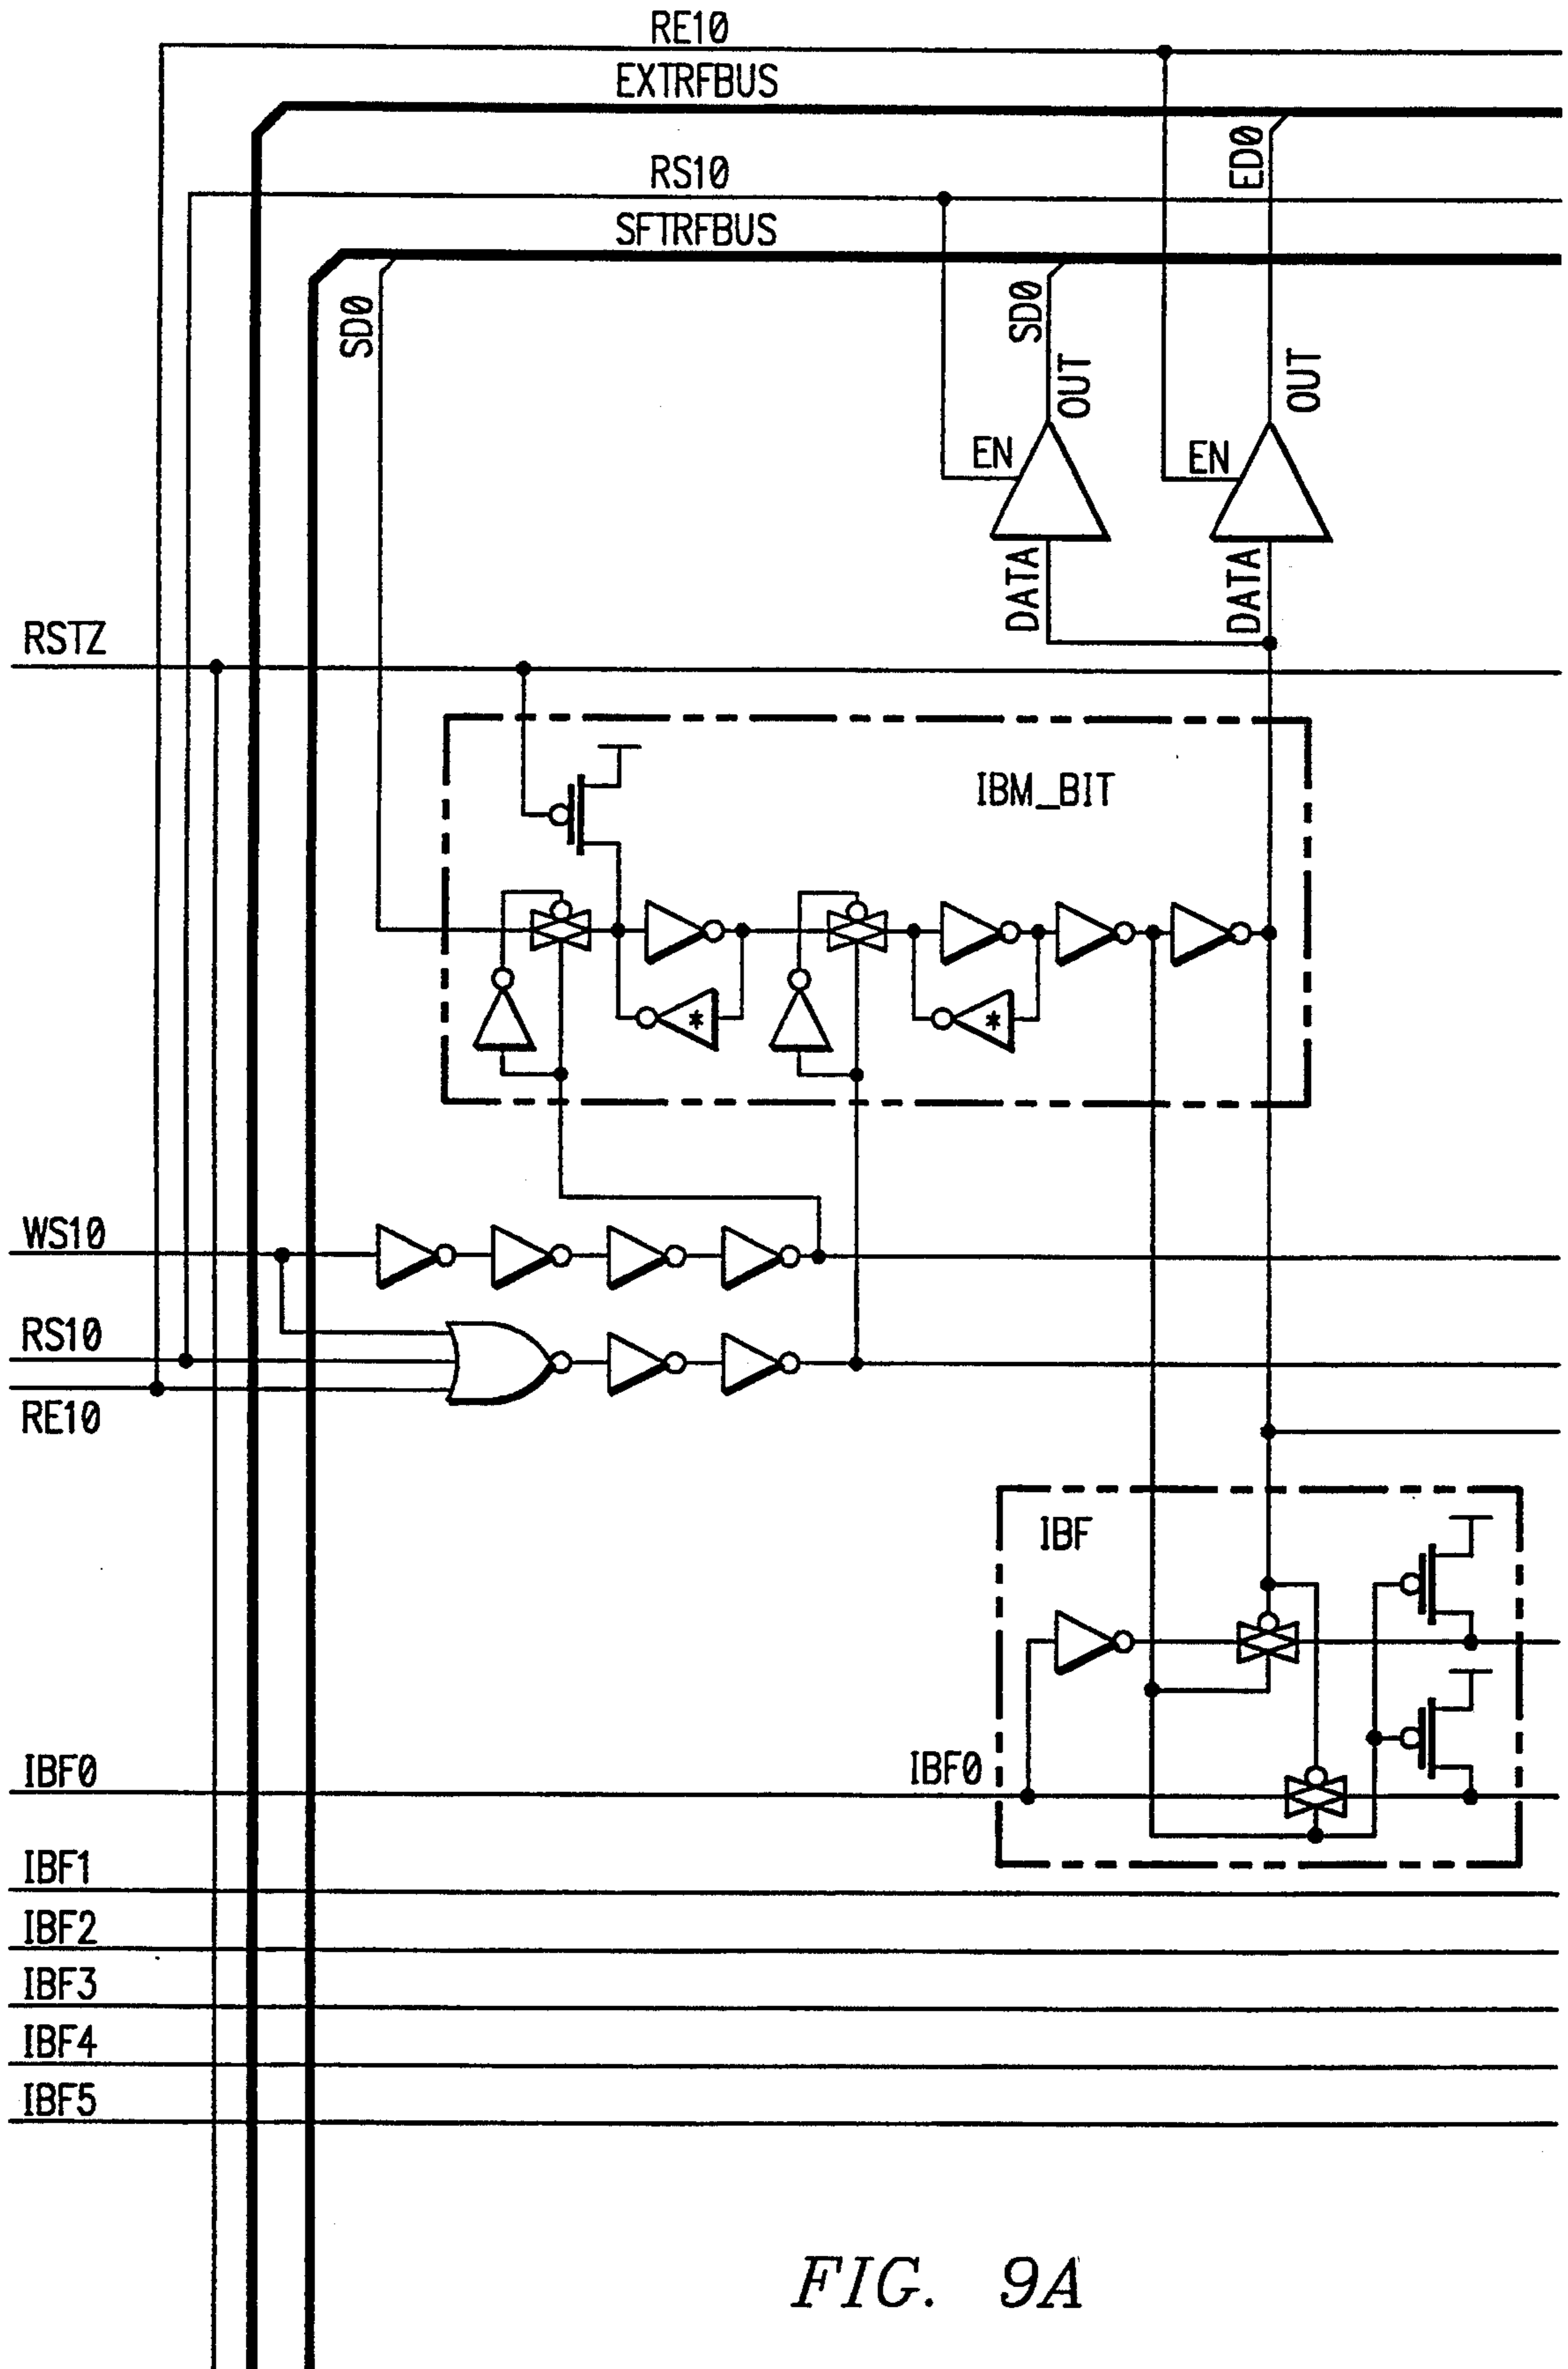 RE10
EXTRFBUS
ED0
RS10
SFTRFBUS
SD0
SD0
OUT
OUT
EN
EN
DATA
DATA
RSTZ
IBM_BIT
*
*
WS10
RS10
RE10
IBF
IBF0
IBF0
IBF1
IBF2
IBF3
IBF4
IBF5
FIG. 9A